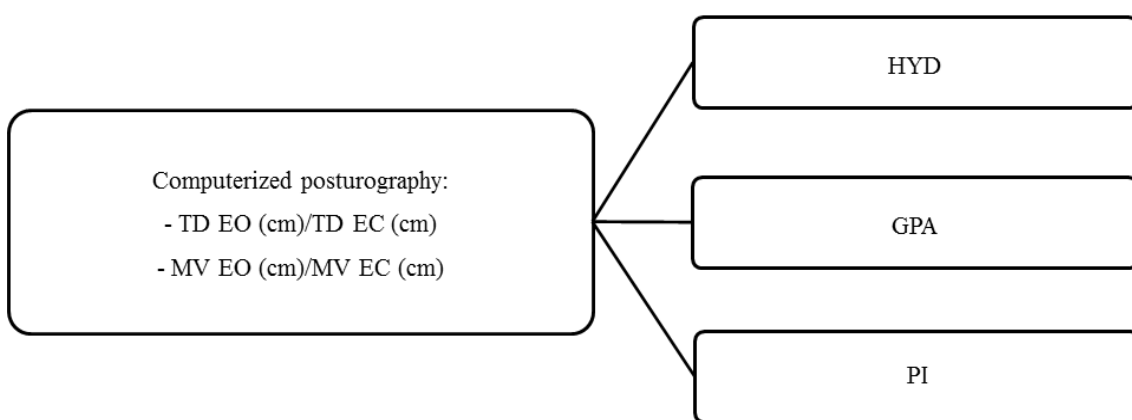 Computerized posturography:
- TD EO (cm)/TD EC (cm)
- MV EO (cm)/MV EC (cm)
HYD
GPA
PI